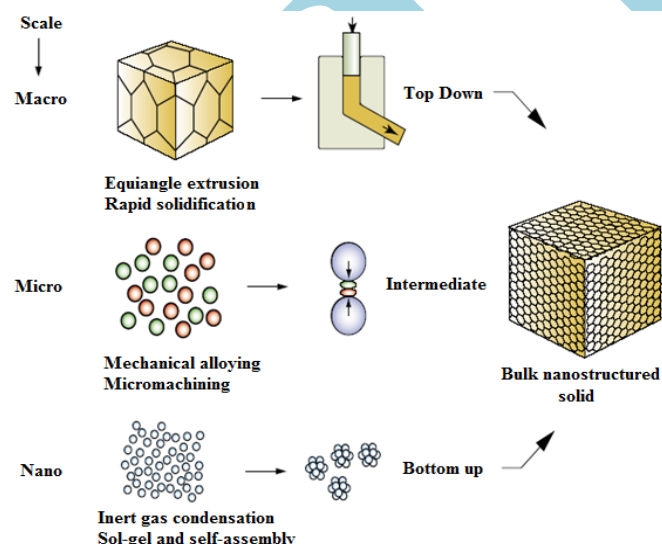 Scale
Macro
Top Down
Equiangle extrusion
Rapid solidification
Micro
Intermediate
Mechanical alloying
Micromachining
Bulk nanostructured
solid
Nano
Bottom up
Inert gas condensation
Sol-gel and self-assembly